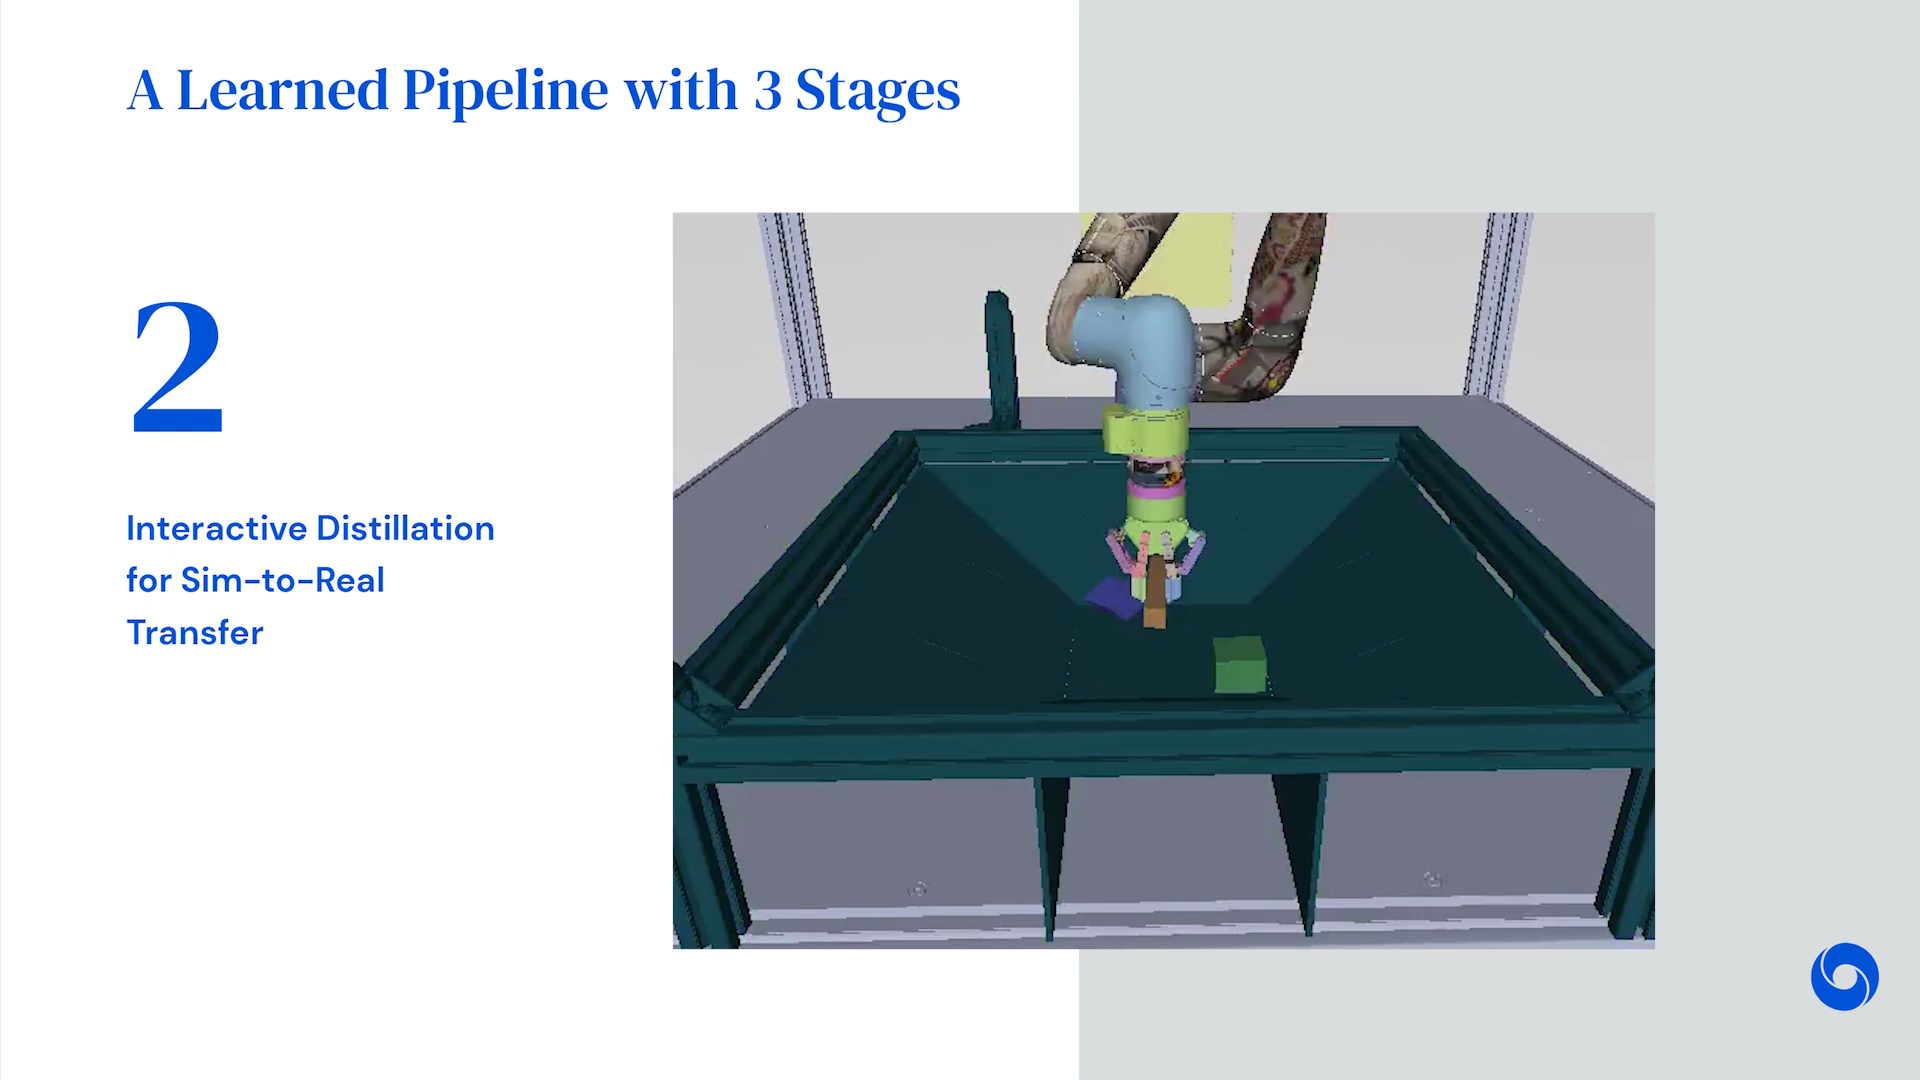 A Learned Pipeline with 3 Stages
2
Interactive Distillation
for Sim-to-Real
Transfer